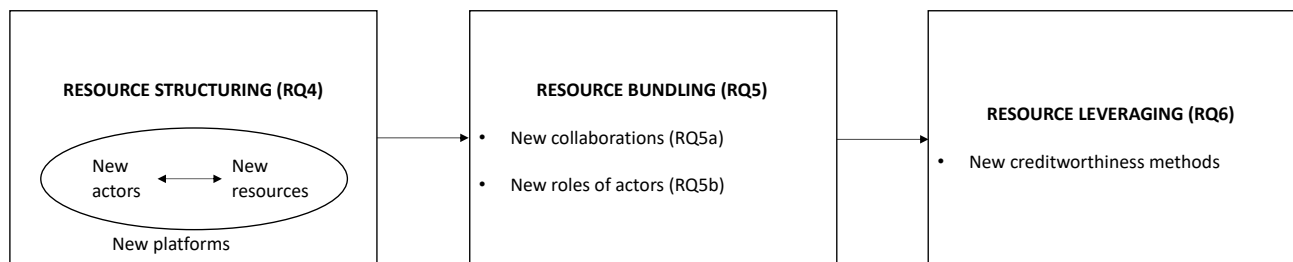 RESOURCE STRUCTURING (RQ4)
New actors
New resources
New platforms
RESOURCE BUNDLING (RQ5)
• New collaborations (RQ5a)
• New roles of actors (RQ5b)
RESOURCE LEVERAGING (RQ6)
• New creditworthiness methods